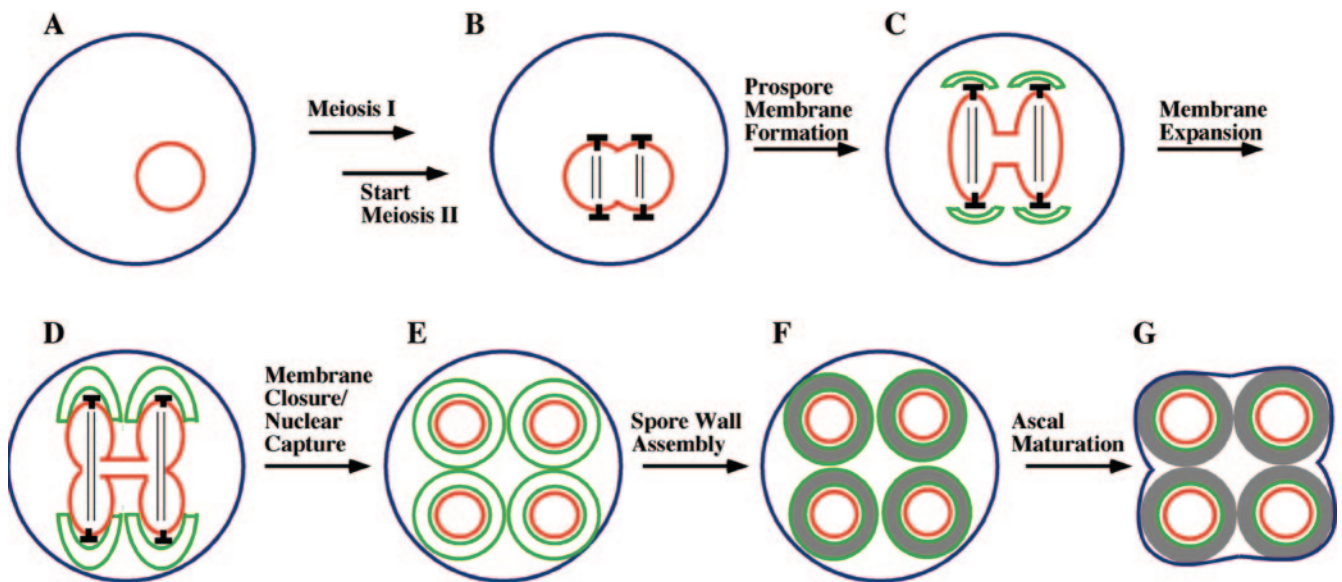 A
Meiosis I
Start
Meiosis II
B
Prospore
Membrane
Formation
C
Membrane
Expansion
D
Membrane
Closure/
Nuclear
Capture
E
Spore Wall
Assembly
F
Ascal
Maturation
G